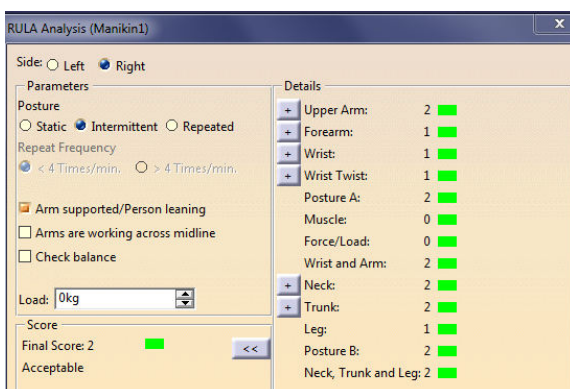 RULA Analysis (Manikin1)
x
Side: Left Right
Parameters
Posture
Static Intermittent Repeated
Repeat Frequency
< 4 Times/min. > 4 Times/min.
Arm supported/Person leaning
Arms are working across midline
Check balance
Load: 0kg
Score
Final Score: 2
<<
Acceptable
Details
+ Upper Arm: 2
+ Forearm: 1
+ Wrist: 1
+ Wrist Twist: 1
Posture A: 2
Muscle: 0
Force/Load: 0
Wrist and Arm: 2
+ Neck: 2
+ Trunk: 2
Leg: 1
Posture B: 2
Neck, Trunk and Leg: 2